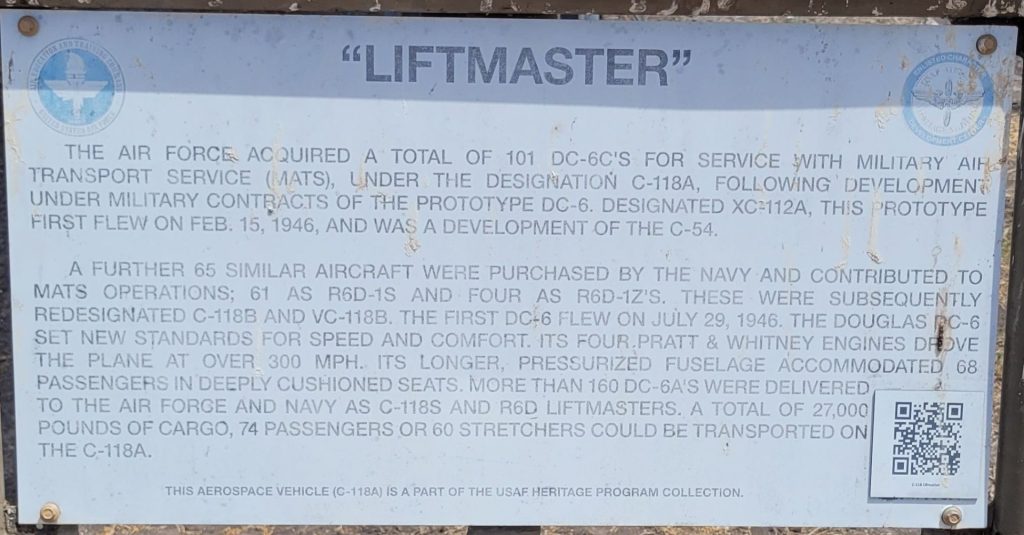 "LIFTMASTER"
THE AIR FORCE ACQUIRED A TOTAL OF 101 DC-6C'S FOR SERVICE WITH MILITARY AIR
TRANSPORT SERVICE (MATS), UNDER THE DESIGNATION C-118A, FOLLOWING DEVELOPMENT
UNDER MILITARY CONTRACTS OF THE PROTOTYPE DC-6. DESIGNATED XC-112A, THIS PROTOTYPE
FIRST FLEW ON FEB. 15, 1946, AND WAS A DEVELOPMENT OF THE C-54.
A FURTHER 65 SIMILAR AIRCRAFT WERE PURCHASED BY THE NAVY AND CONTRIBUTED TO
MATS OPERATIONS; 61 AS R6D-1S AND FOUR AS R6D-1Z'S. THESE WERE SUBSEQUENTLY
REDESIGNATED C-118B AND VC-118B. THE FIRST DC-6 FLEW ON JULY 29, 1946. THE DOUGLAS DC-6
SET NEW STANDARDS FOR SPEED AND COMFORT. ITS FOUR PRATT & WHITNEY ENGINES DROVE
THE PLANE AT OVER 300 MPH. ITS LONGER, PRESSURIZED FUSELAGE ACCOMMODATED 68
PASSENGERS IN DEEPLY CUSHIONED SEATS. MORE THAN 160 DC-6A'S WERE DELIVERED
TO THE AIR FORCE AND NAVY AS C-118S AND R6D LIFTMASTERS. A TOTAL OF 27,000
POUNDS OF CARGO, 74 PASSENGERS OR 60 STRETCHERS COULD BE TRANSPORTED ON
THE C-118A.
C-118 Liftmaster
THIS AEROSPACE VEHICLE (C-118A) IS A PART OF THE USAF HERITAGE PROGRAM COLLECTION.